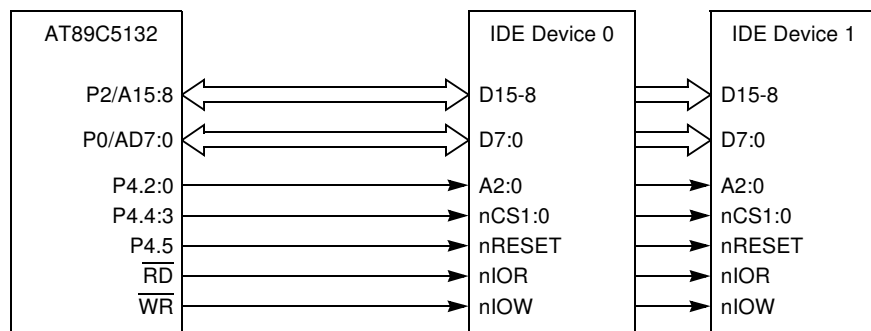 AT89C5132 IDE Device 0 IDE Device 1
P2/A15:8 D15-8 D15-8
P0/AD7:0 D7:0 D7:0
P4.2:0 A2:0 A2:0
P4.4:3 nCS1:0 nCS1:0
P4.5 nRESET nRESET
RD nIOR nIOR
WR nIOW nIOW